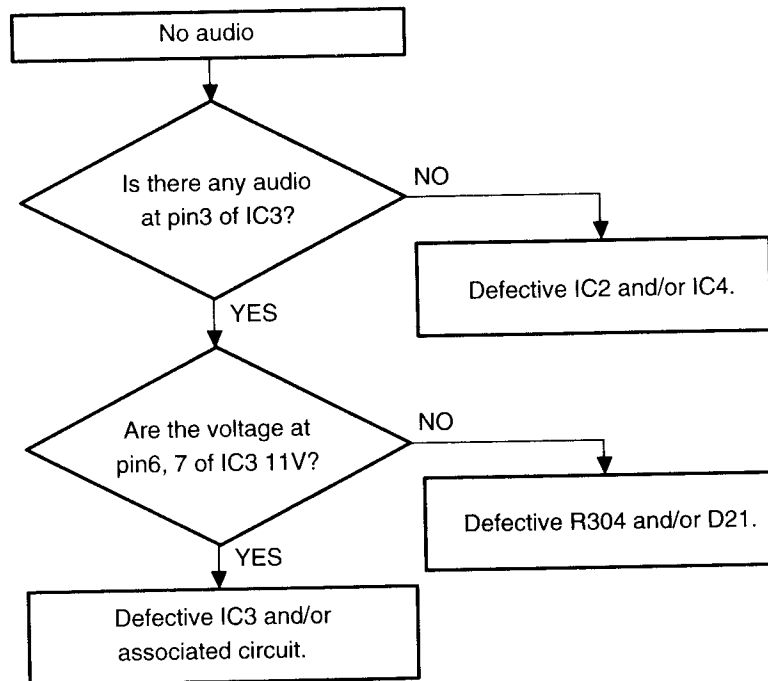 No audio
Is there any audio
at pin3 of IC3?
NO
Defective IC2 and/or IC4.
YES
Are the voltage at
pin6, 7 of IC3 11V?
NO
Defective R304 and/or D21.
YES
Defective IC3 and/or
associated circuit.